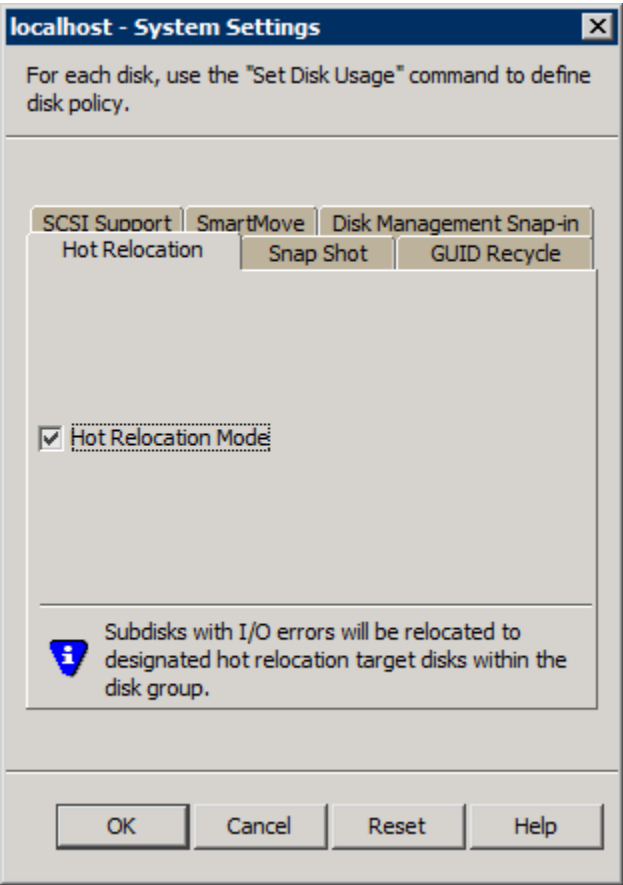 localhost - System Settings
For each disk, use the "Set Disk Usage" command to define
disk policy.
SCSI Support SmartMove Disk Management Snap-in
Hot Relocation Snap Shot GUID Recycle
Hot Relocation Mode
Subdisks with I/O errors will be relocated to
designated hot relocation target disks within the
disk group.
OK Cancel Reset Help